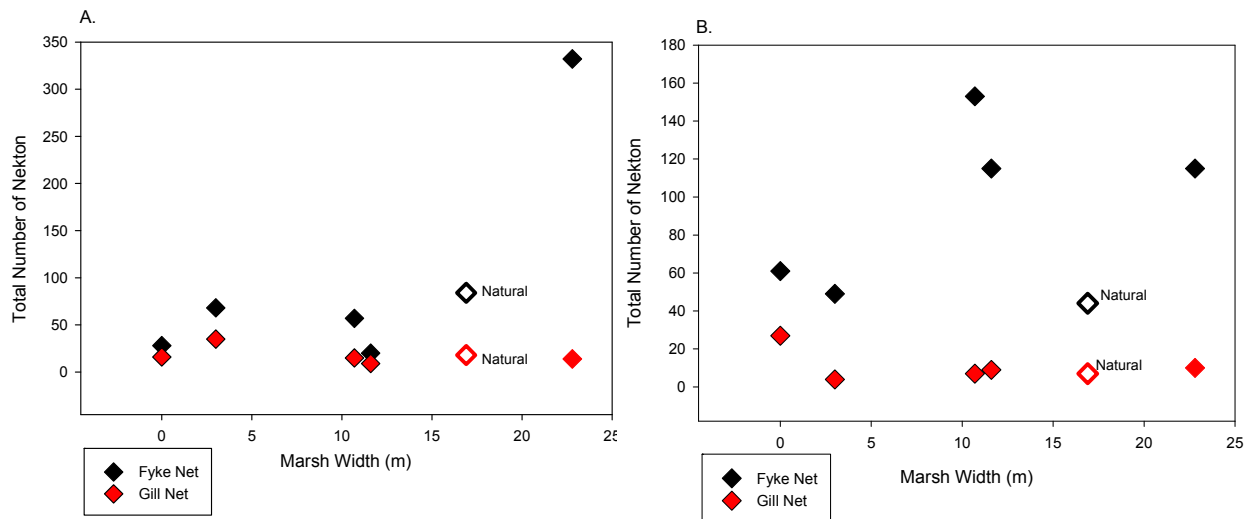 A.
350
300
250
200
150
100
50
0
Total Number of Nekton
Natural
Natural
0 5 10 15 20 25
Marsh Width (m)
Fyke Net
Gill Net
B.
180
160
140
120
100
80
60
40
20
0
Total Number of Nekton
Natural
Natural
0 5 10 15 20 25
Marsh Width (m)
Fyke Net
Gill Net